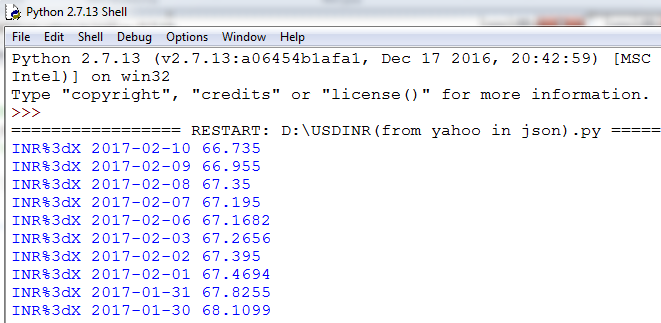 Python 2.7.13 Shell
File Edit Shell Debug Options Window Help
Python 2.7.13 (v2.7.13:a06454b1afa1, Dec 17 2016, 20:42:59) [MSC
Intel)] on win32
Type "copyright", "credits" or "license()" for more information.
>>>
================= RESTART: D:\USDINR(from yahoo in json).py =====
INR%3dX 2017-02-10 66.735
INR%3dX 2017-02-09 66.955
INR%3dX 2017-02-08 67.35
INR%3dX 2017-02-07 67.195
INR%3dX 2017-02-06 67.1682
INR%3dX 2017-02-03 67.2656
INR%3dX 2017-02-02 67.395
INR%3dX 2017-02-01 67.4694
INR%3dX 2017-01-31 67.8255
INR%3dX 2017-01-30 68.1099